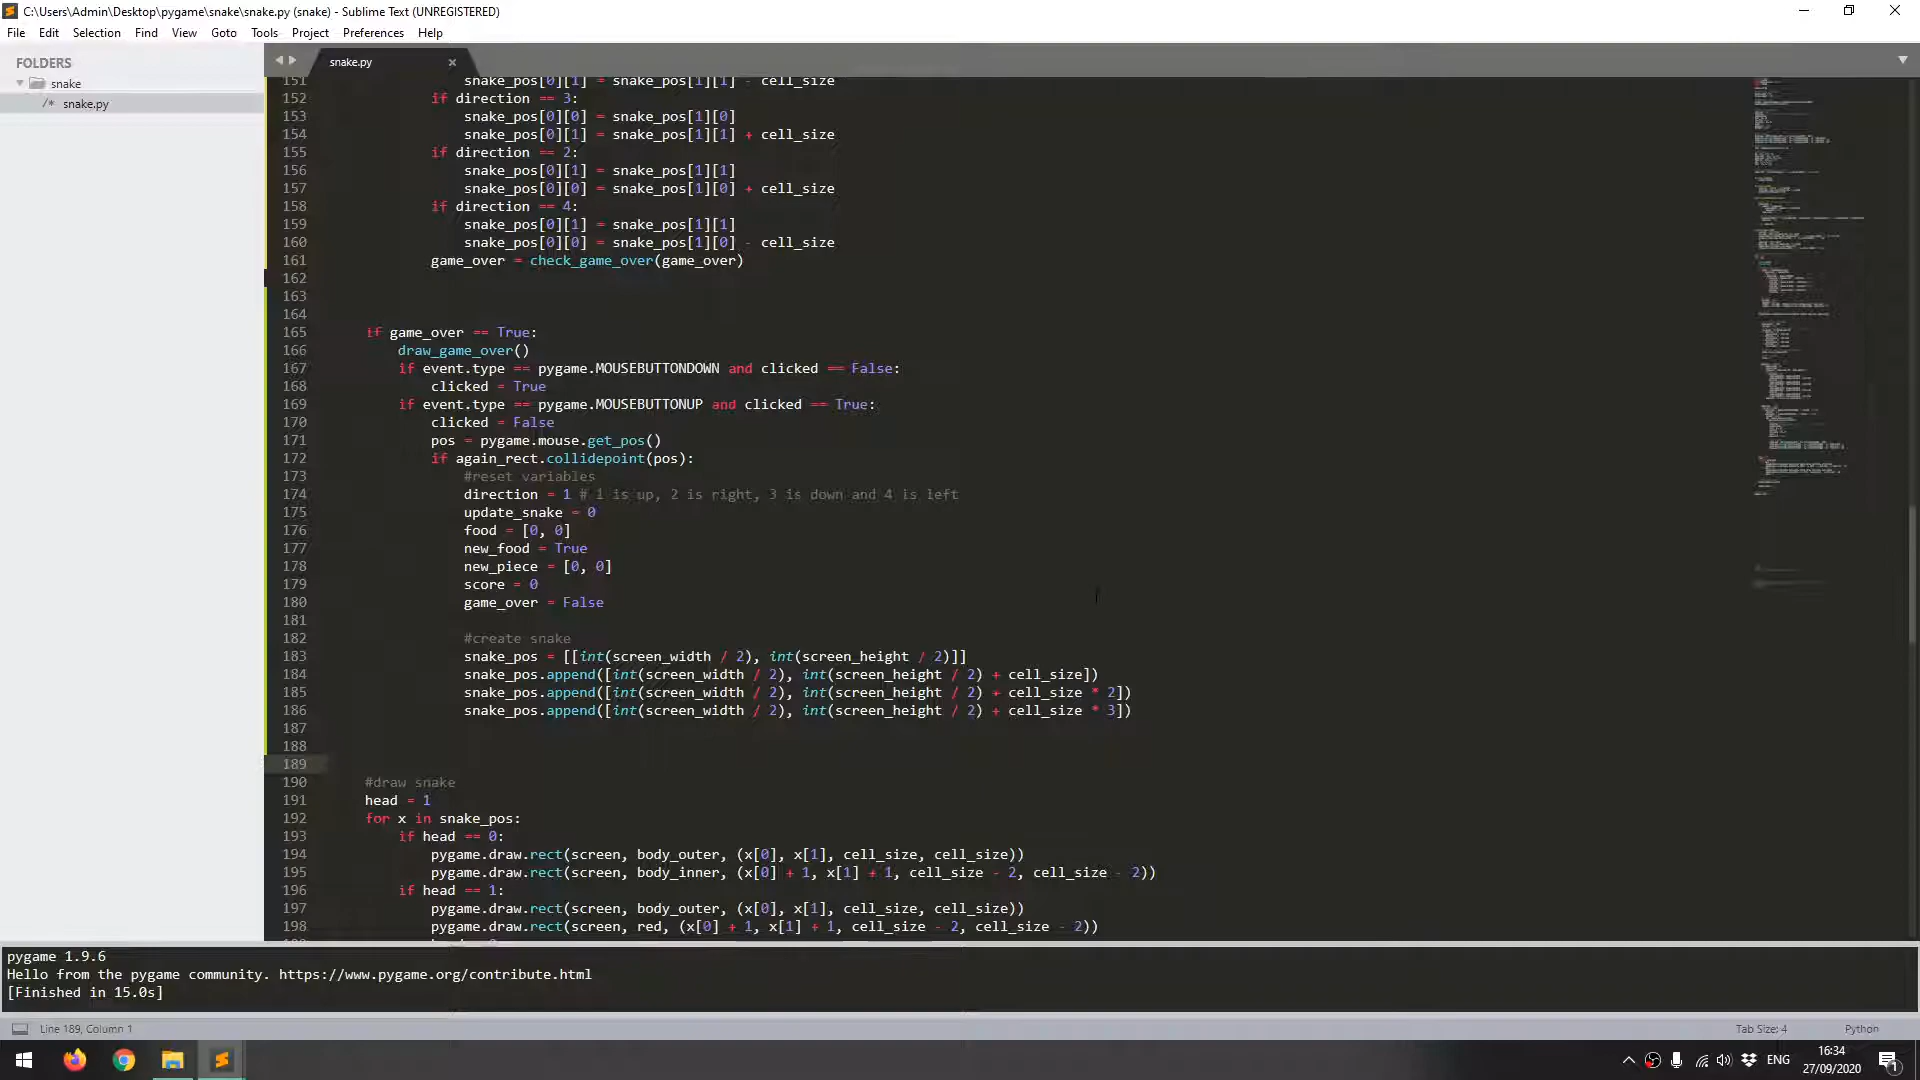 C:\Users\Admin\Desktop\pygame\snake\snake.py (snake) - Sublime Text (UNREGISTERED)
File Edit Selection Find View Goto Tools Project Preferences Help
FOLDERS
snake
/* snake.py
snake.py
151 snake_pos[0][1] = snake_pos[1][1] - cell_size
152 if direction == 3:
153 snake_pos[0][0] = snake_pos[1][0]
154 snake_pos[0][1] = snake_pos[1][1] + cell_size
155 if direction == 2:
156 snake_pos[0][1] = snake_pos[1][1]
157 snake_pos[0][0] = snake_pos[1][0] + cell_size
158 if direction == 4:
159 snake_pos[0][1] = snake_pos[1][1]
160 snake_pos[0][0] = snake_pos[1][0] - cell_size
161 game_over = check_game_over(game_over)
162
163
164
165 if game_over == True:
166 draw_game_over()
167 if event.type == pygame.MOUSEBUTTONDOWN and clicked == False:
168 clicked = True
169 if event.type == pygame.MOUSEBUTTONUP and clicked == True:
170 clicked = False
171 pos = pygame.mouse.get_pos()
172 if again_rect.collidepoint(pos):
173 #reset variables
174 direction = 1 # 1 is up, 2 is right, 3 is down and 4 is left
175 update_snake = 0
176 food = [0, 0]
177 new_food = True
178 new_piece = [0, 0]
179 score = 0
180 game_over = False
181
182 #create snake
183 snake_pos = [[int(screen_width / 2), int(screen_height / 2)]]
184 snake_pos.append([int(screen_width / 2), int(screen_height / 2) + cell_size])
185 snake_pos.append([int(screen_width / 2), int(screen_height / 2) + cell_size * 2])
186 snake_pos.append([int(screen_width / 2), int(screen_height / 2) + cell_size * 3])
187
188
189
190 #draw snake
191 head = 1
192 for x in snake_pos:
193 if head == 0:
194 pygame.draw.rect(screen, body_outer, (x[0], x[1], cell_size, cell_size))
195 pygame.draw.rect(screen, body_inner, (x[0] + 1, x[1] + 1, cell_size - 2, cell_size - 2))
196 if head == 1:
197 pygame.draw.rect(screen, body_outer, (x[0], x[1], cell_size, cell_size))
198 pygame.draw.rect(screen, red, (x[0] + 1, x[1] + 1, cell_size - 2, cell_size - 2))
pygame 1.9.6
Hello from the pygame community. https://www.pygame.org/contribute.html
[Finished in 15.0s]
Line 189, Column 1 Tab Size: 4 Python
ENG 16:34
27/09/2020
1